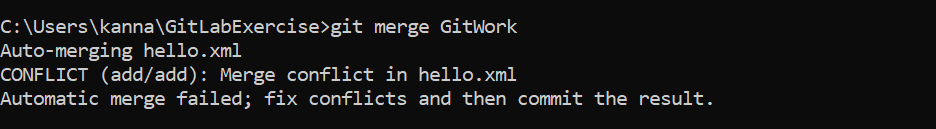 C:\Users\kanna\GitLabExercise>git merge GitWork
Auto-merging hello.xml
CONFLICT (add/add): Merge conflict in hello.xml
Automatic merge failed; fix conflicts and then commit the result.